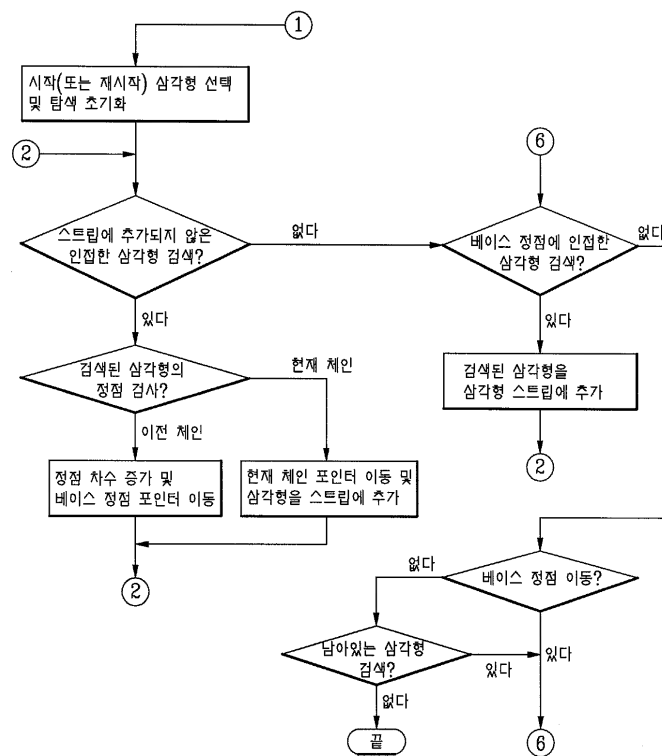 ①
시작(또는 재시작) 삼각형 선택
및 탐색 초기화
②
⑥
스트립에 추가되지 않은
인접한 삼각형 검색?
없다
베이스 정점에 인접한
삼각형 검색?
없다
있다
있다
검색된 삼각형의
정점 검사?
현재 체인
검색된 삼각형을
삼각형 스트립에 추가
이전 체인
정점 차수 증가 및
베이스 정점 포인터 이동
현재 체인 포인터 이동 및
삼각형을 스트립에 추가
②
②
베이스 정점 이동?
없다
남아있는 삼각형
검색?
있다
있다
없다
끝
⑥